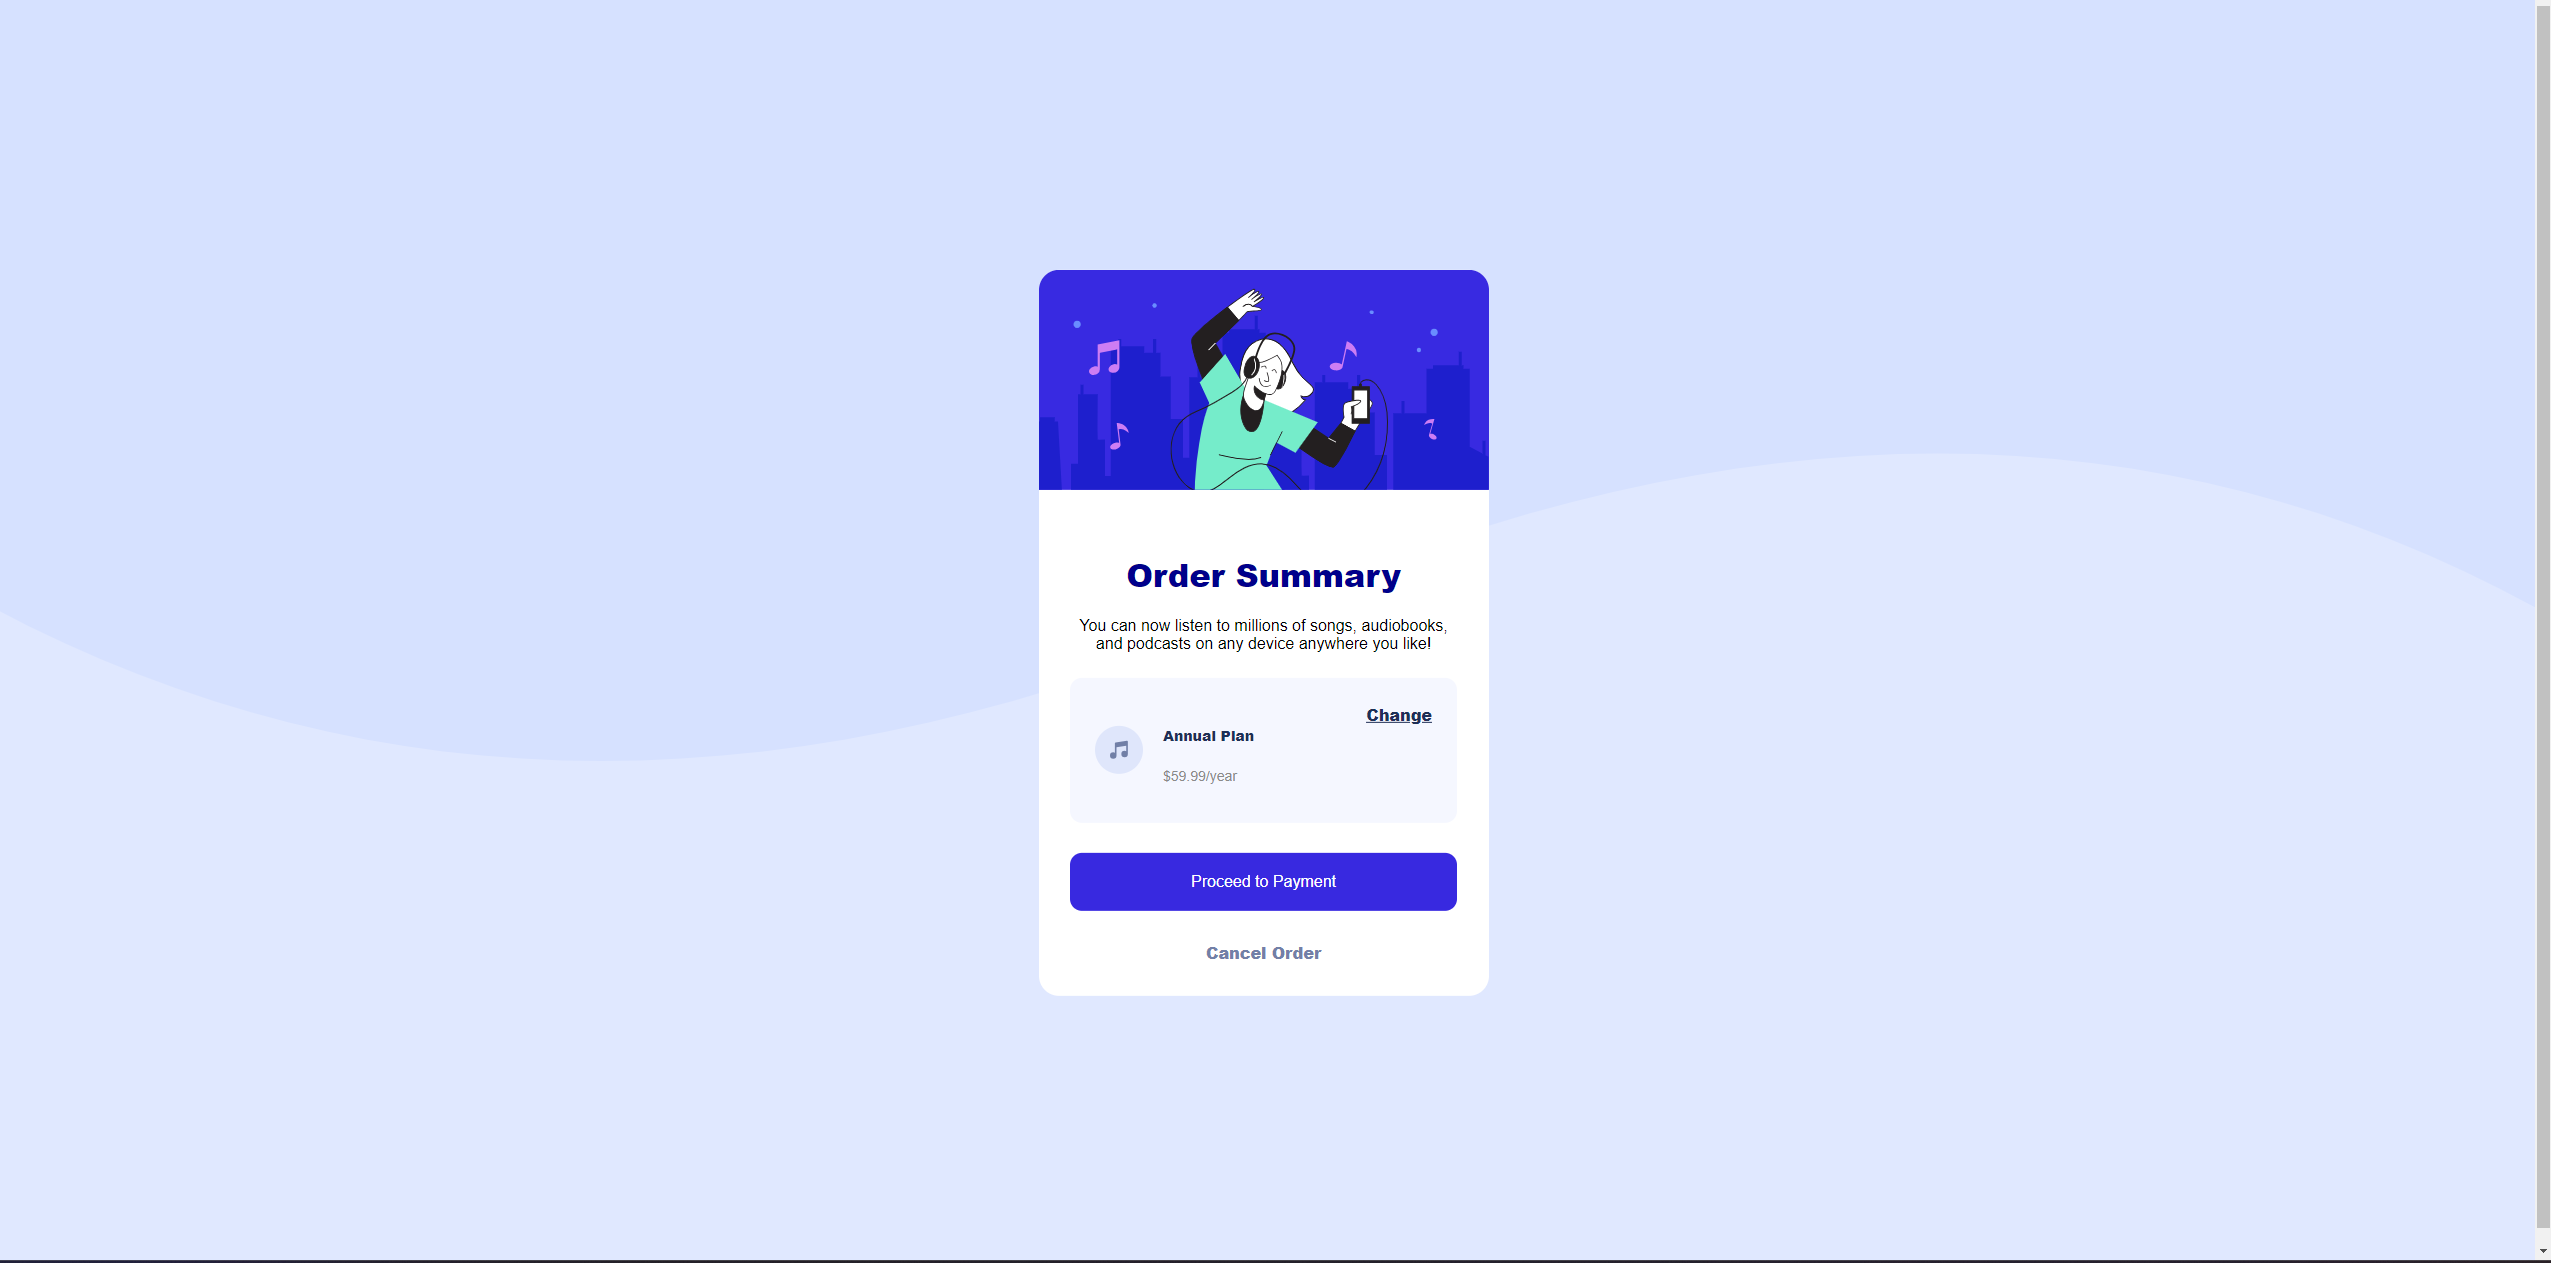 Order Summary
You can now listen to millions of songs, audiobooks,
and podcasts on any device anywhere you like!
Change
Annual Plan
$59.99/year
Proceed to Payment
Cancel Order